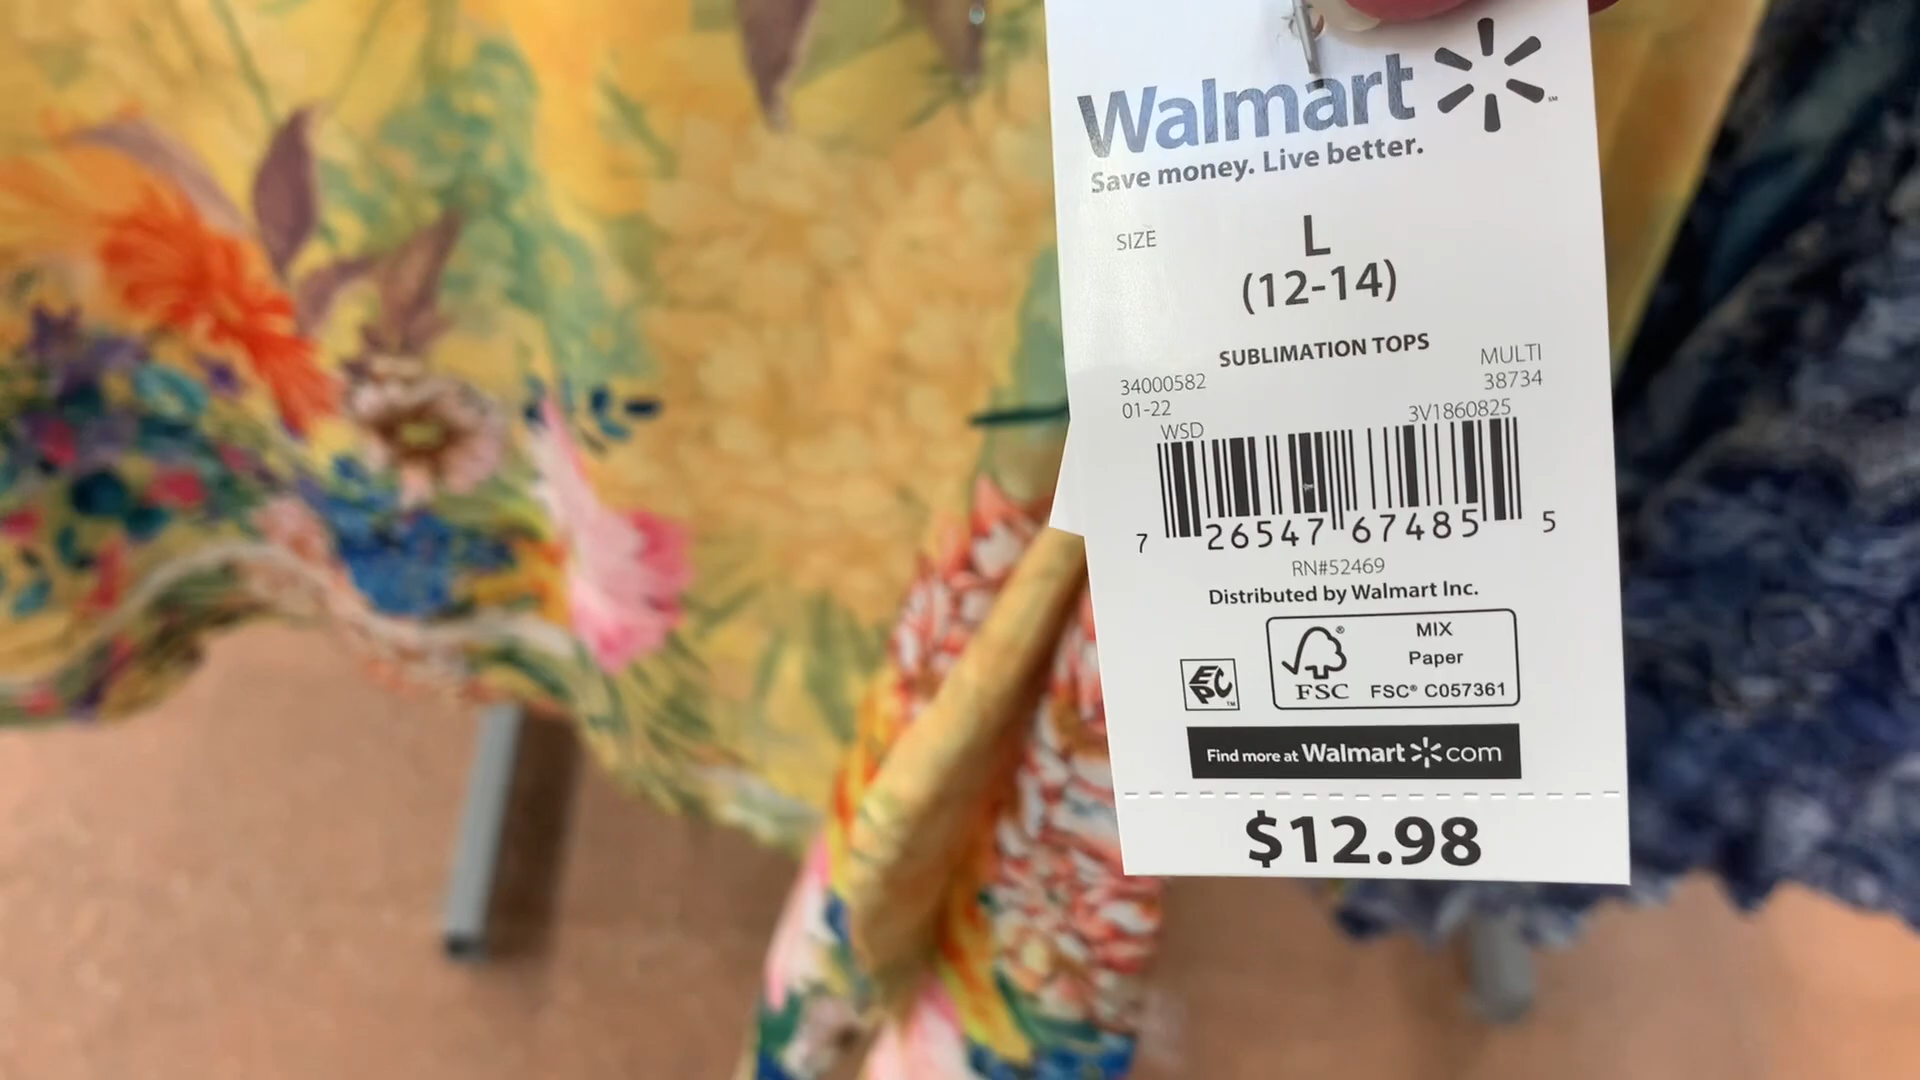 Walmart
Save money. Live better.
SIZE L
(12-14)
SUBLIMATION TOPS
MULTI
34000582 38734
01-22 3V1860825
WSD
7 26547 67485 5
RN#52469
Distributed by Walmart Inc.
EPC TM
FSC®
MIX
Paper
FSC® C057361
Find more at Walmart com
$12.98